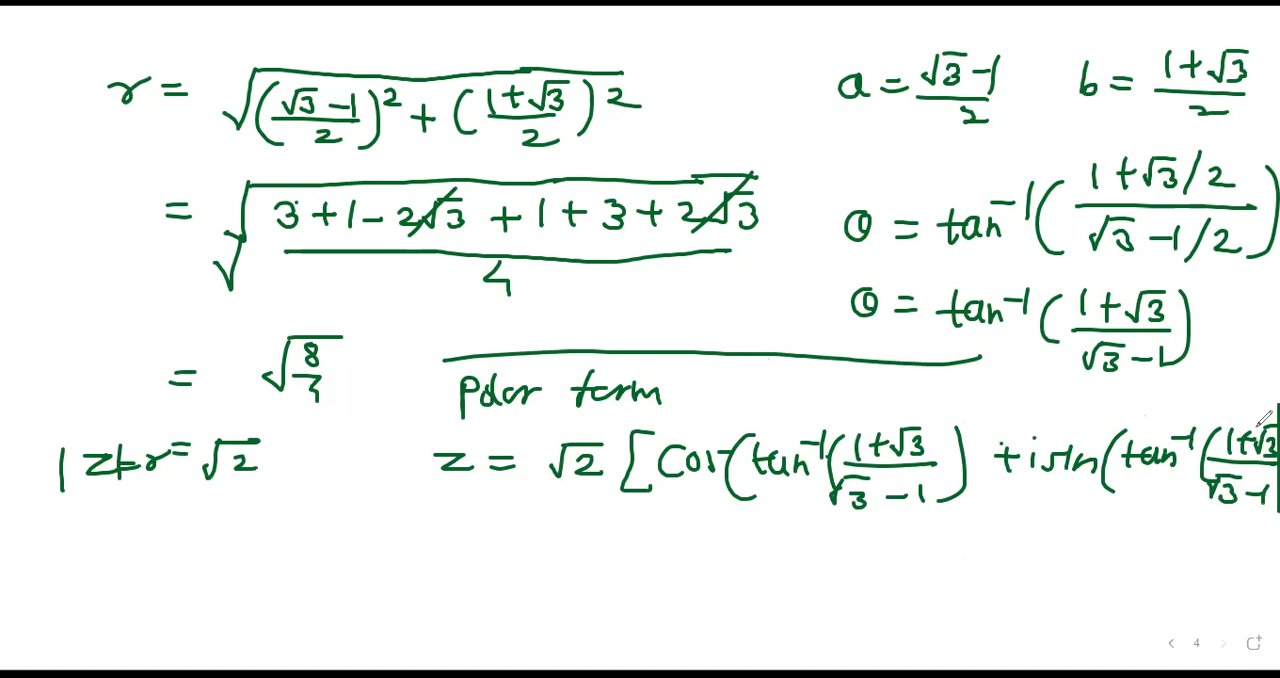 r = √((√3 -1)/2)² + ((1+√3)/2)²
a = (√3 -1)/2 b = (1+√3)/2
= √(3+1-2√3 +1+3+2√3)/4
θ = tan⁻¹((1+√3/2)/(√3 -1/2))
θ = tan⁻¹((1+√3)/(√3 -1))
= √8/4
Polar term
|z|=r = √2
z = √2 [Cos(tan⁻¹((1+√3)/(√3 -1)) + i sin(tan⁻¹((1+√3)/(√3 -1)
< 4 >